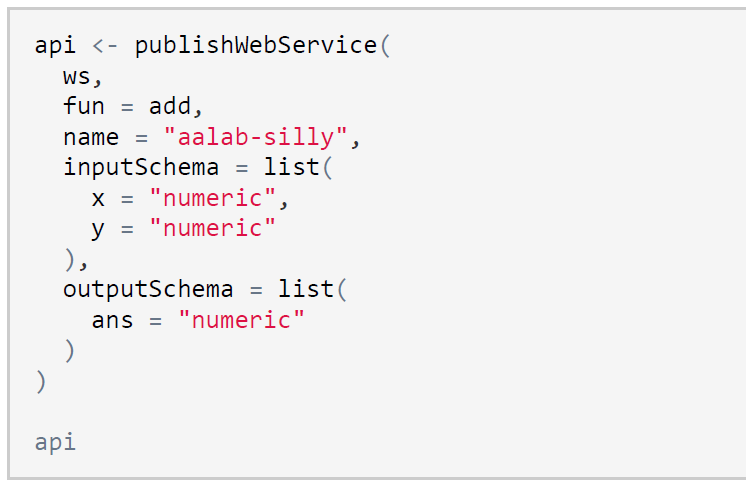 api <- publishWebService(
  ws,
  fun = add,
  name = "aalab-silly",
  inputSchema = list(
    x = "numeric",
    y = "numeric"
  ),
  outputSchema = list(
    ans = "numeric"
  )
)

api